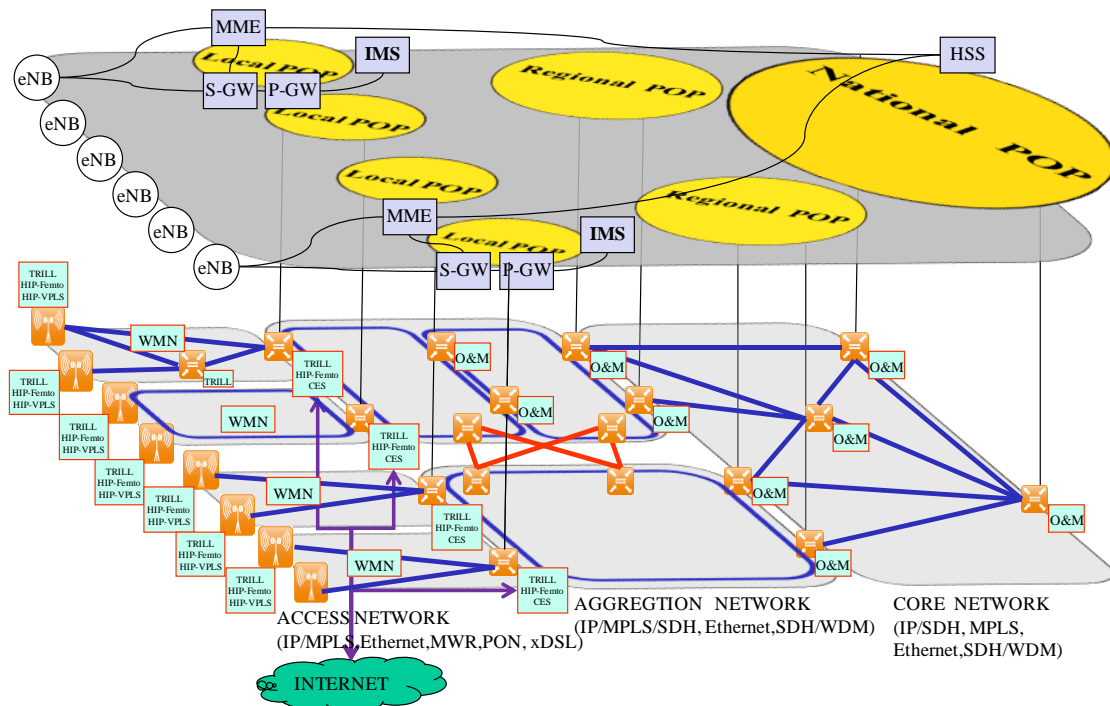 MME
IMS
HSS
Local POP
Regional POP
National POP
eNB
S-GW
P-GW
Local POP
eNB
eNB
eNB
Local POP
eNB
Regional POP
MME
IMS
Local POP
eNB
S-GW
P-GW
TRILL
HIP-Femto
HIP-VPLS
WMN
O&M
O&M
O&M
TRILL
HIP-Femto
CES
TRILL
HIP-Femto
HIP-VPLS
TRILL
O&M
O&M
WMN
O&M
TRILL
HIP-Femto
HIP-VPLS
TRILL
HIP-Femto
CES
TRILL
HIP-Femto
HIP-VPLS
WMN
O&M
TRILL
HIP-Femto
HIP-VPLS
TRILL
HIP-Femto
CES
O&M
TRILL
HIP-Femto
HIP-VPLS
WMN
O&M
TRILL
HIP-Femto
HIP-VPLS
TRILL
HIP-Femto
CES
ACCESS NETWORK
(IP/MPLS,Ethernet,MWR,PON, xDSL)
AGGREGTION NETWORK
(IP/MPLS/SDH, Ethernet,SDH/WDM)
CORE NETWORK
(IP/SDH, MPLS,
Ethernet,SDH/WDM)
INTERNET